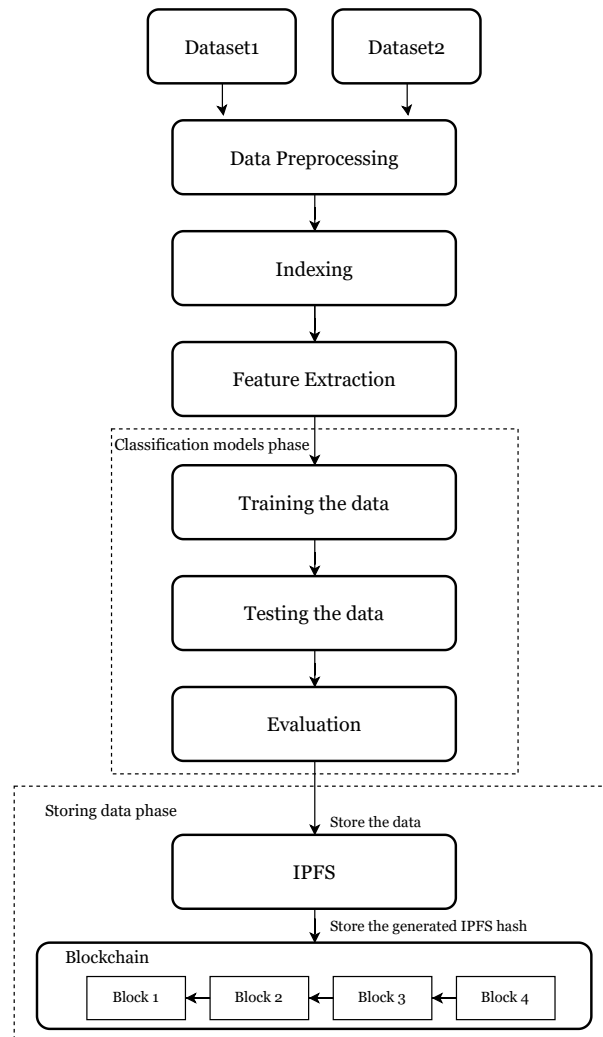 Dataset1
Dataset2
Data Preprocessing
Indexing
Feature Extraction
Classification models phase
Training the data
Testing the data
Evaluation
Storing data phase
Store the data
IPFS
Store the generated IPFS hash
Blockchain
Block 1
Block 2
Block 3
Block 4